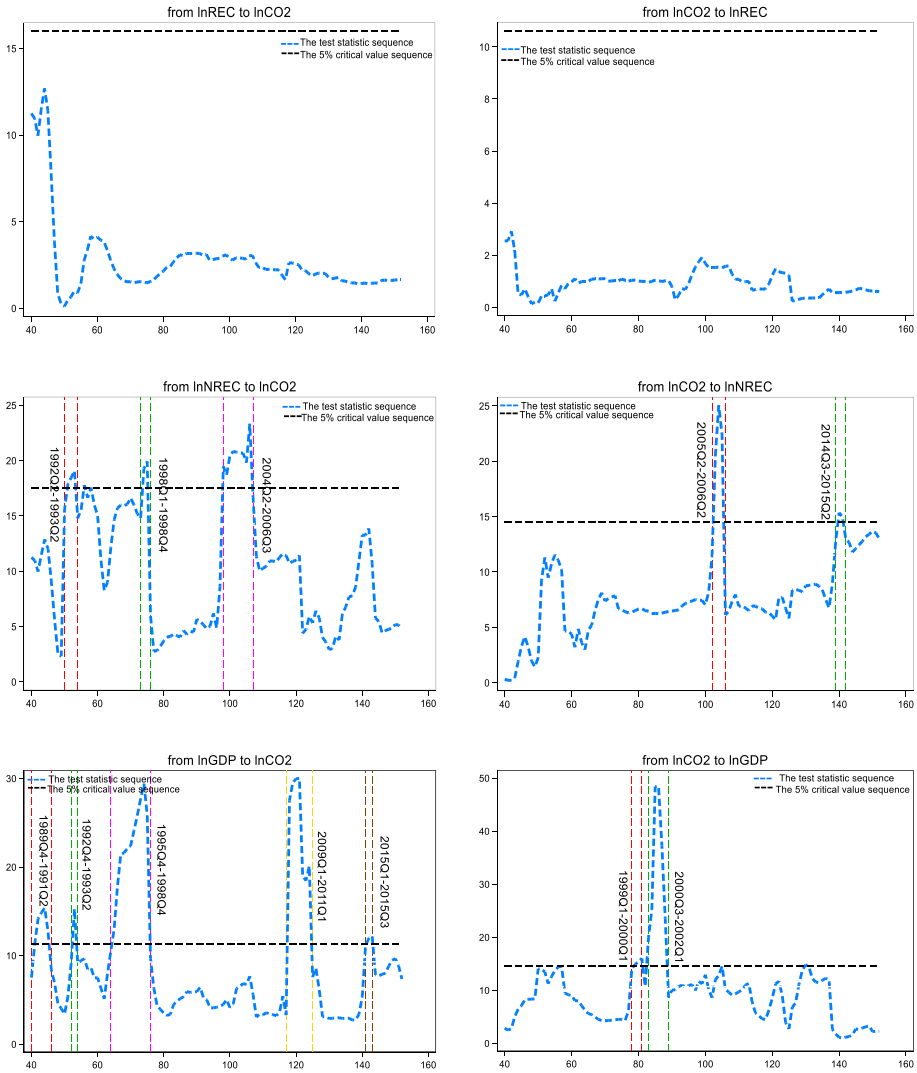 from lnREC to lnCO2
The test statistic sequence
The 5% critical value sequence
15
10
5
0
40
60
80
100
120
140
160
from lnCO2 to lnREC
The test statistic sequence
The 5% critical value sequence
10
8
6
4
2
0
40
60
80
100
120
140
160
from lnNREC to lnCO2
The test statistic sequence
The 5% critical value sequence
25
20
15
10
5
0
1992Q2-1993Q2
1998Q1-1998Q4
2004Q2-2006Q3
40
60
80
100
120
140
160
from lnCO2 to lnNREC
The test statistic sequence
The 5% critical value sequence
25
20
15
10
5
0
2005Q2-2006Q2
2014Q3-2015Q2
40
60
80
100
120
140
160
from lnGDP to lnCO2
The test statistic sequence
The 5% critical value sequence
30
20
10
0
1989Q4-1991Q2
1992Q4-1993Q2
1995Q4-1998Q4
2009Q1-2011Q1
2015Q1-2015Q3
40
60
80
100
120
140
160
from lnCO2 to lnGDP
The test statistic sequence
The 5% critical value sequence
50
40
30
20
10
0
1999Q1-2000Q1
2000Q3-2002Q1
40
60
80
100
120
140
160